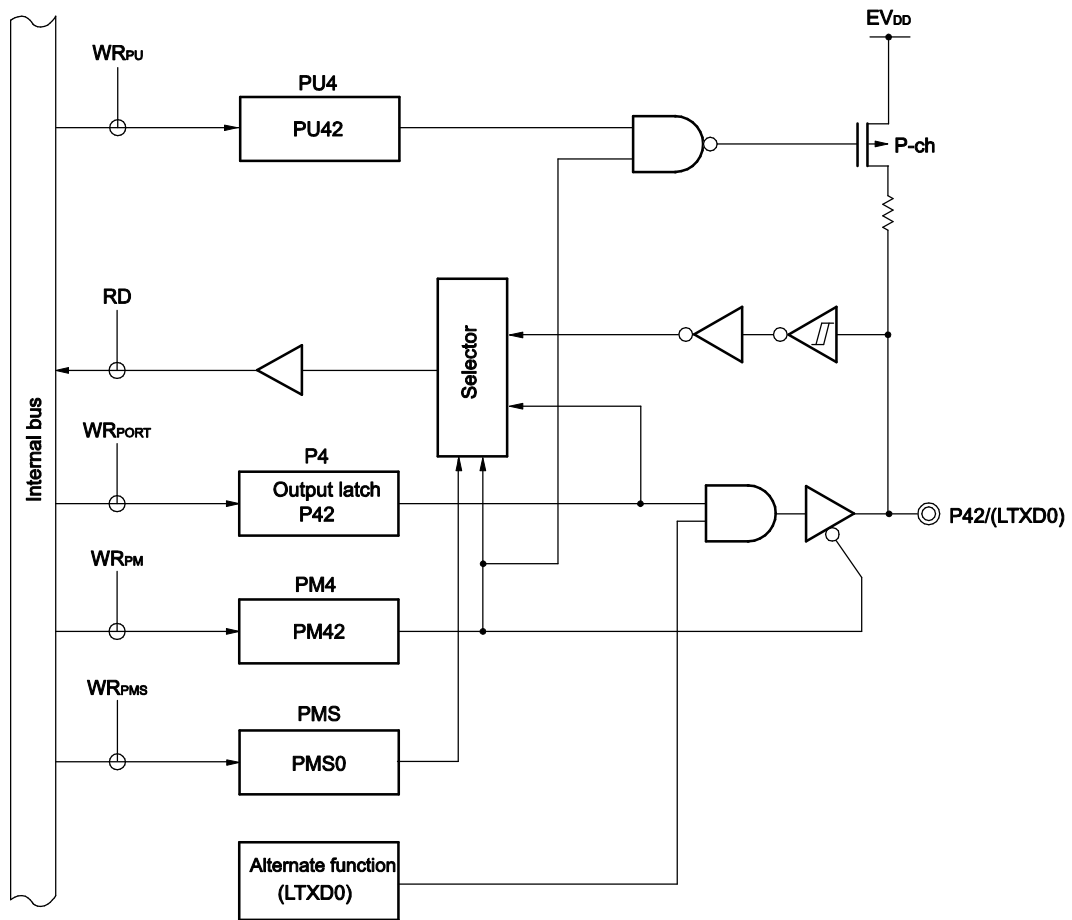 EVDD
WRPU
PU4
PU42
P-ch
RD
Selector
Internal bus
WRPORT
P4
Output latch
P42
P42/(LTXD0)
WRPM
PM4
PM42
WRPMS
PMS
PMS0
Alternate function
(LTXD0)